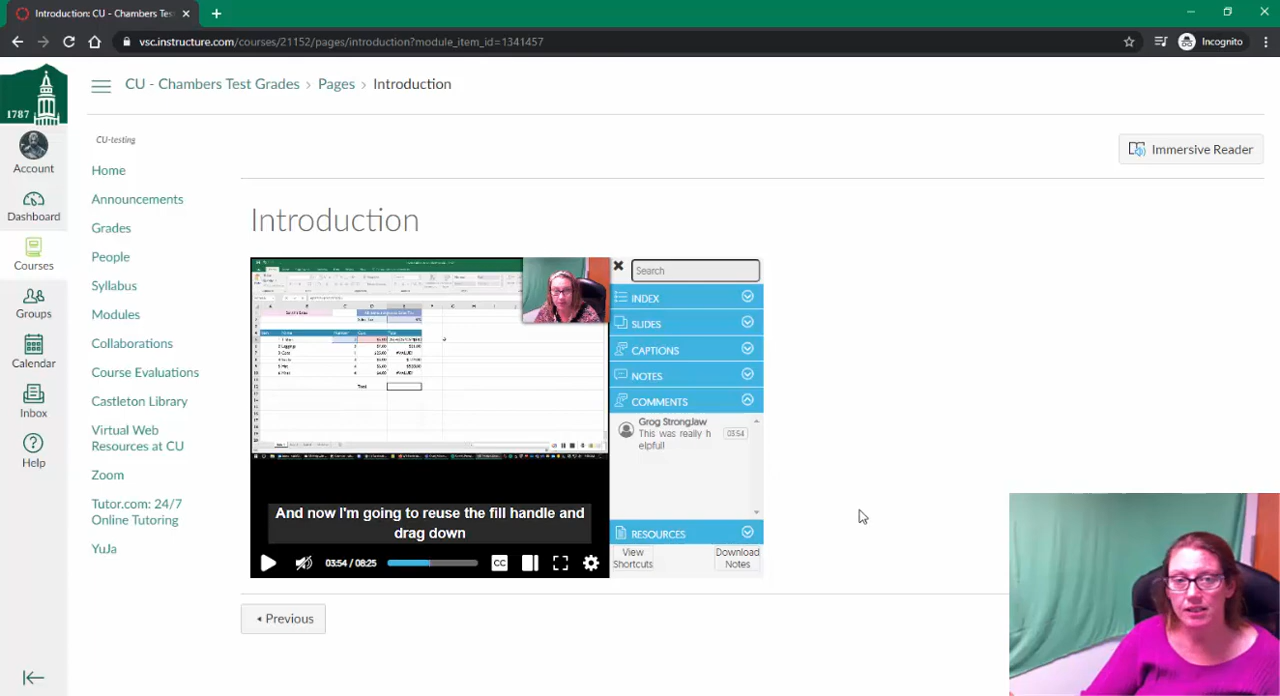 Introduction: CU - Chambers Tes
vsc.instructure.com/courses/21152/pages/introduction?module_item_id=1341457
Incognito
1787
CU - Chambers Test Grades › Pages › Introduction
CU-testing
Immersive Reader
Account
Dashboard
Courses
Groups
Calendar
Inbox
Help
Home
Announcements
Grades
People
Syllabus
Modules
Collaborations
Course Evaluations
Castleton Library
Virtual Web
Resources at CU
Zoom
Tutor.com: 24/7
Online Tutoring
YuJa
Introduction
Search
INDEX
SLIDES
CAPTIONS
NOTES
COMMENTS
Grog StrongJaw
This was really h
elpful!
03:54
RESOURCES
View
Shortcuts
Download
Notes
And now I'm going to reuse the fill handle and
drag down
03:54 / 08:25
CC
Previous